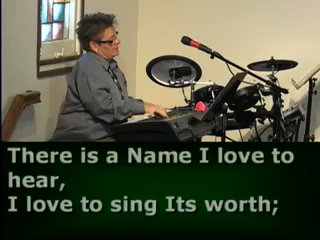 There is a Name I love to
hear,
I love to sing Its worth;